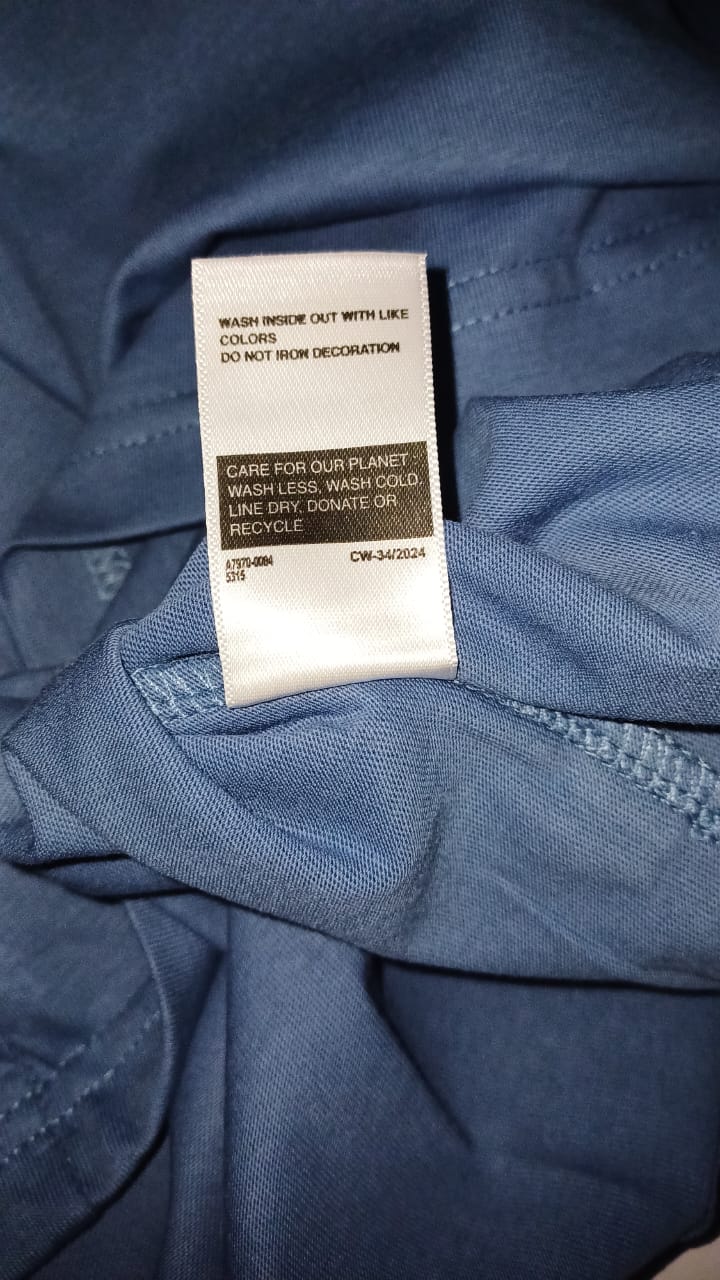 WASH INSIDE OUT WITH LIKE
COLORS
DO NOT IRON DECORATION
CARE FOR OUR PLANET
WASH LESS, WASH COLD
LINE DRY, DONATE OR
RECYCLE
A7970-0084 CW-34/2024
5315